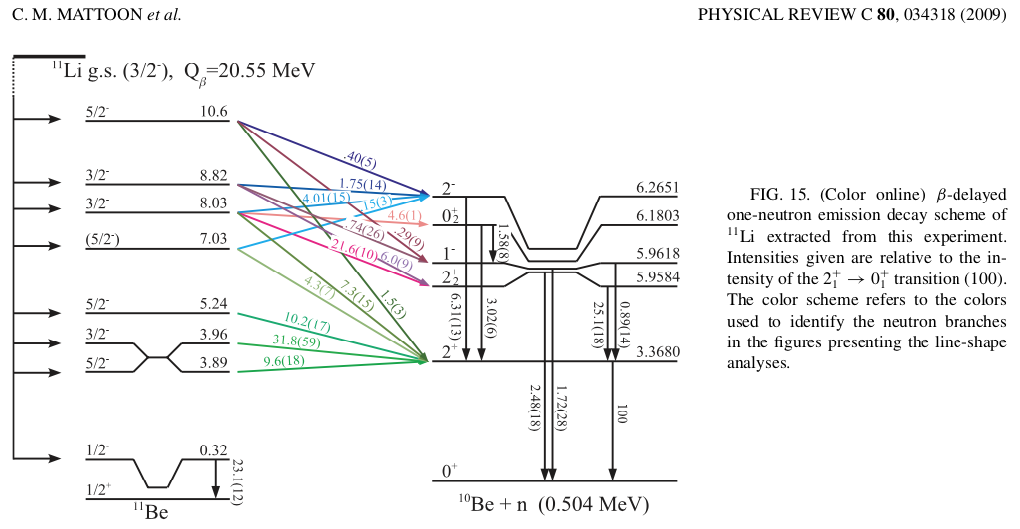 C. M. MATTOON et al.
PHYSICAL REVIEW C 80, 034318 (2009)
¹¹Li g.s. (3/2⁻), Qᵦ=20.55 MeV
5/2⁻ 10.6
3/2⁻ 8.82
3/2⁻ 8.03
(5/2⁻) 7.03
5/2⁻ 5.24
3/2⁻ 3.96
5/2⁻ 3.89
1/2⁻ 0.32
23.1(12)
1/2⁺
¹¹Be
.40(5)
1.75(14)
4.01(15)
.15(3)
4.6(1)
.74(26)
.29(9)
21.6(10)
6.0(9)
4.3(7)
7.3(15)
1.5(3)
10.2(17)
31.8(59)
9.6(18)
2⁻ 6.2651
0₂⁺ 6.1803
1⁻ 5.9618
2₂⁺ 5.9584
2⁺ 3.3680
0⁺
1.58(8)
6.31(13)
3.02(6)
25.1(18)
0.89(14)
2.48(18)
1.72(28)
100
¹⁰Be + n (0.504 MeV)
FIG. 15. (Color online) β-delayed
one-neutron emission decay scheme of
¹¹Li extracted from this experiment.
Intensities given are relative to the in-
tensity of the 2₁⁺ → 0₁⁺ transition (100).
The color scheme refers to the colors
used to identify the neutron branches
in the figures presenting the line-shape
analyses.